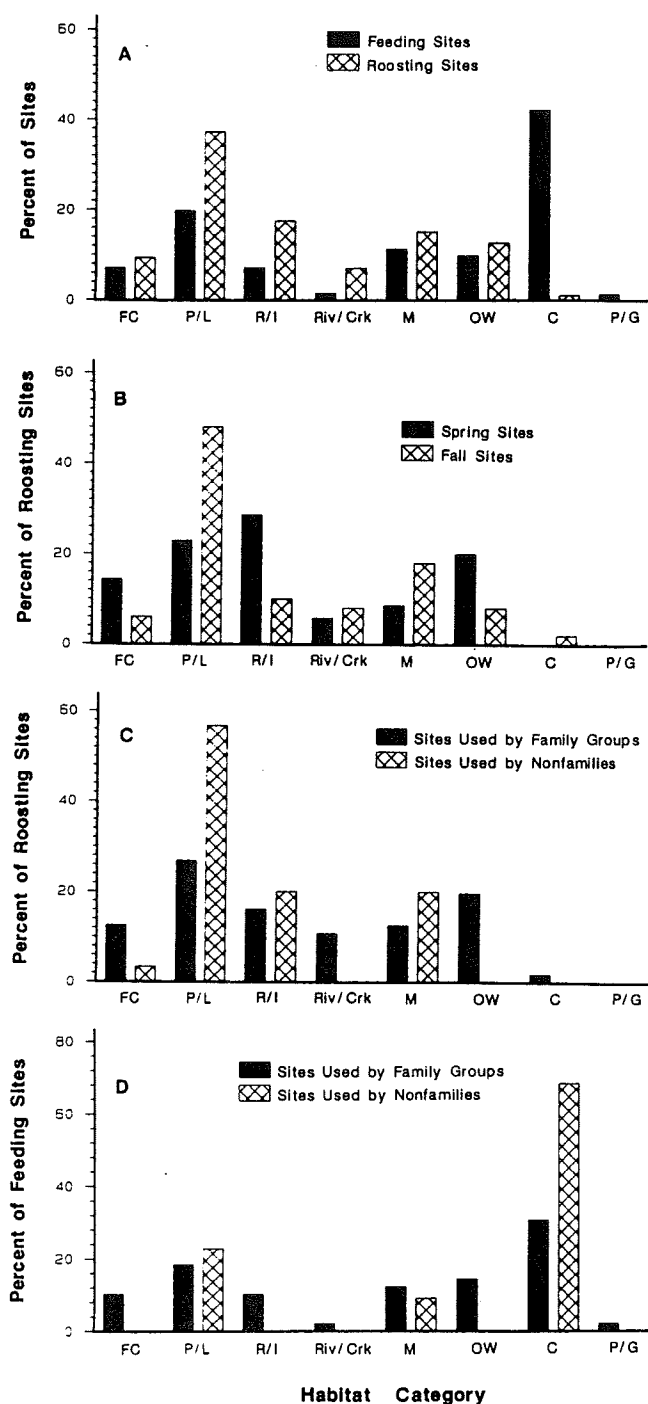 60
A
Feeding Sites
Roosting Sites
40
20
0
Percent of Sites
FC P/L R/I Riv/Crk M OW C P/G
60
B
Spring Sites
Fall Sites
40
20
0
Percent of Roosting Sites
FC P/L R/I Riv/Crk M OW C P/G
60
C
Sites Used by Family Groups
Sites Used by Nonfamilies
40
20
0
Percent of Roosting Sites
FC P/L R/I Riv/Crk M OW C P/G
80
D
Sites Used by Family Groups
Sites Used by Nonfamilies
60
40
20
0
Percent of Feeding Sites
FC P/L R/I Riv/Crk M OW C P/G
Habitat Category